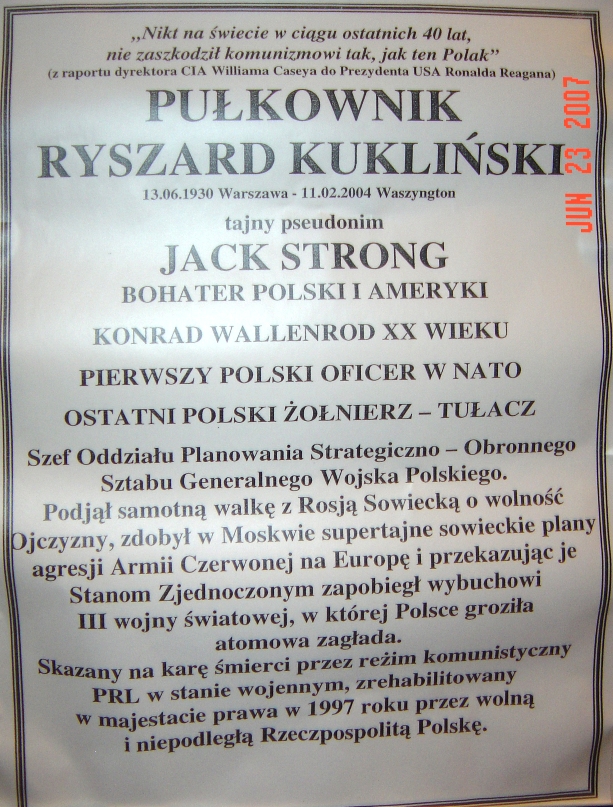 „Nikt na świecie w ciągu ostatnich 40 lat,
nie zaszkodził komunizmowi tak, jak ten Polak”
(z raportu dyrektora CIA Williama Caseya do Prezydenta USA Ronalda Reagana)
PUŁKOWNIK
RYSZARD KUKLIŃSKI
13.06.1930 Warszawa - 11.02.2004 Waszyngton
tajny pseudonim
JACK STRONG
BOHATER POLSKI I AMERYKI
KONRAD WALLENROD XX WIEKU
PIERWSZY POLSKI OFICER W NATO
OSTATNI POLSKI ŻOŁNIERZ – TUŁACZ
Szef Oddziału Planowania Strategiczno – Obronnego
Sztabu Generalnego Wojska Polskiego.
Podjął samotną walkę z Rosją Sowiecką o wolność
Ojczyzny, zdobył w Moskwie supertajne sowieckie plany
agresji Armii Czerwonej na Europę i przekazując je
Stanom Zjednoczonym zapobiegł wybuchowi
III wojny światowej, w której Polsce groziła
atomowa zagłada.
Skazany na karę śmierci przez reżim komunistyczny
PRL w stanie wojennym, zrehabilitowany
w majestacie prawa w 1997 roku przez wolną
i niepodległą Rzeczpospolitą Polskę.
JUN 23 2007